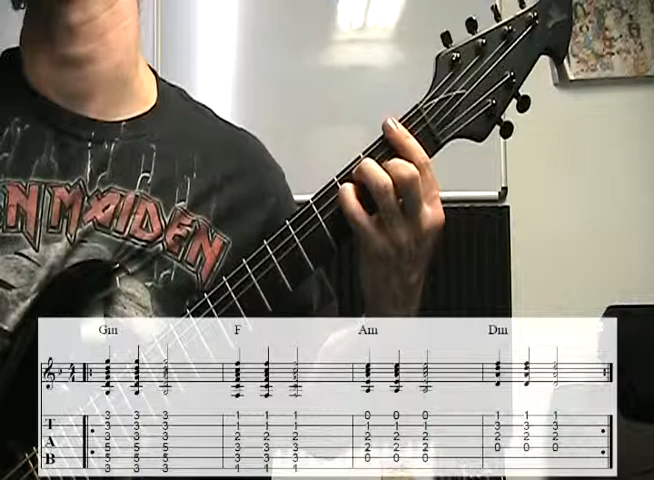 N MAIDEN
Gm F Am Dm
4
4
3 3 3 1 1 1 0 0 0 1 1 1
T 3 3 3 1 1 1 1 1 1 3 3 3
A 3 3 3 2 2 2 2 2 2 2 2 2
5 5 5 3 3 3 2 2 2 0 0 0
B 5 5 5 3 3 3 0 0 0
3 3 3 1 1 1